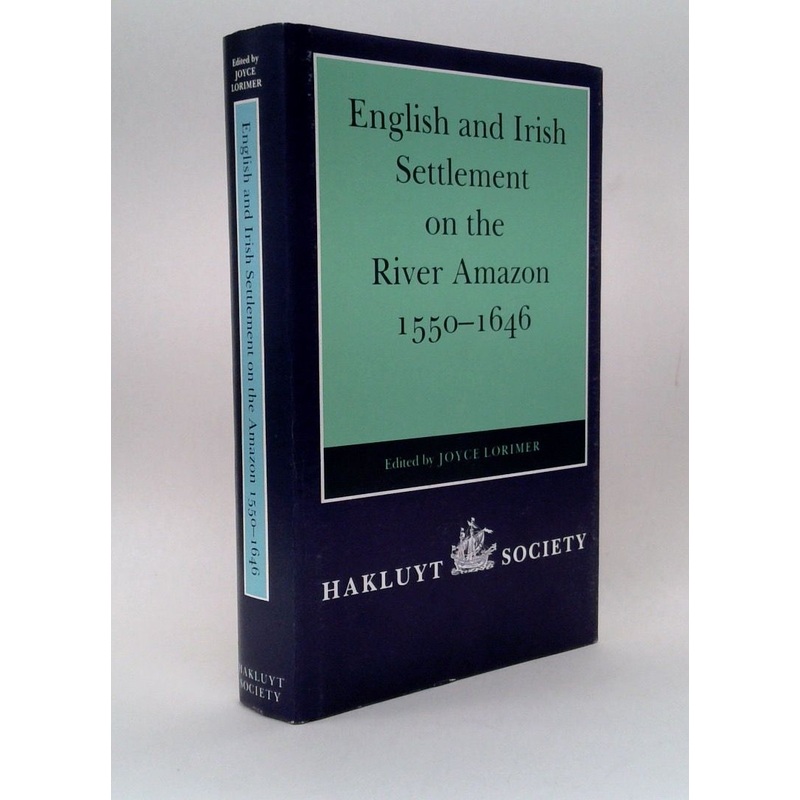 Edited by
JOYCE
LORIMER
English and Irish Settlement on the Amazon 1550–1646
HAKLUYT
SOCIETY
English and Irish
Settlement
on the
River Amazon
1550–1646
Edited by JOYCE LORIMER
HAKLUYT SOCIETY